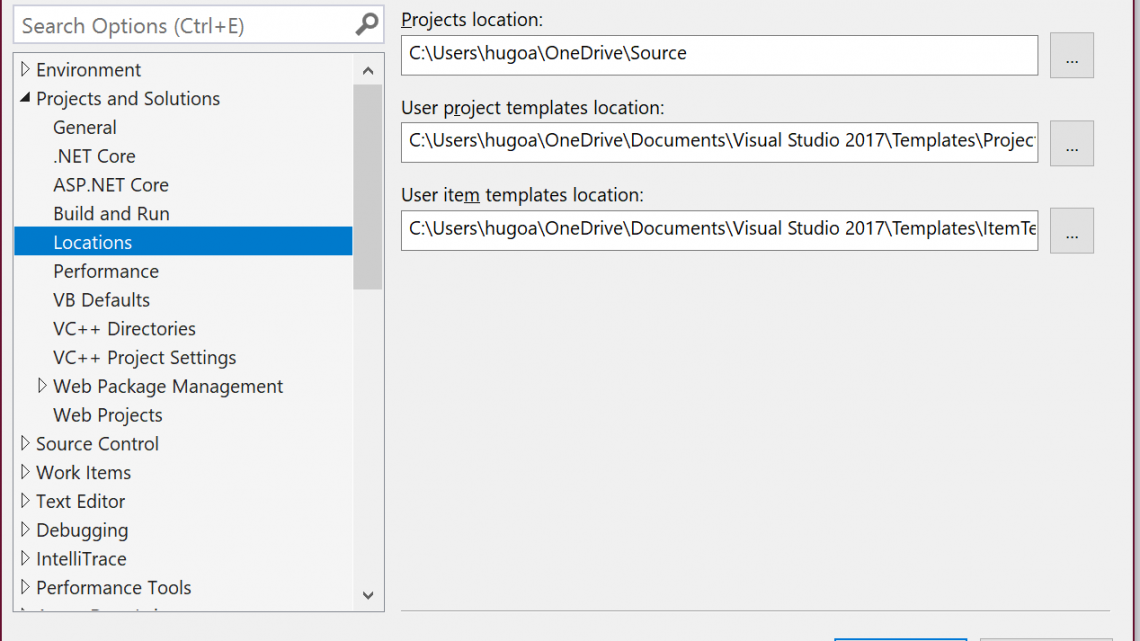 Search Options (Ctrl+E)
Environment
Projects and Solutions
General
.NET Core
ASP.NET Core
Build and Run
Locations
Performance
VB Defaults
VC++ Directories
VC++ Project Settings
Web Package Management
Web Projects
Source Control
Work Items
Text Editor
Debugging
IntelliTrace
Performance Tools
Projects location:
C:\Users\hugoa\OneDrive\Source
...
User project templates location:
C:\Users\hugoa\OneDrive\Documents\Visual Studio 2017\Templates\Projec
...
User item templates location:
C:\Users\hugoa\OneDrive\Documents\Visual Studio 2017\Templates\ItemTe
...